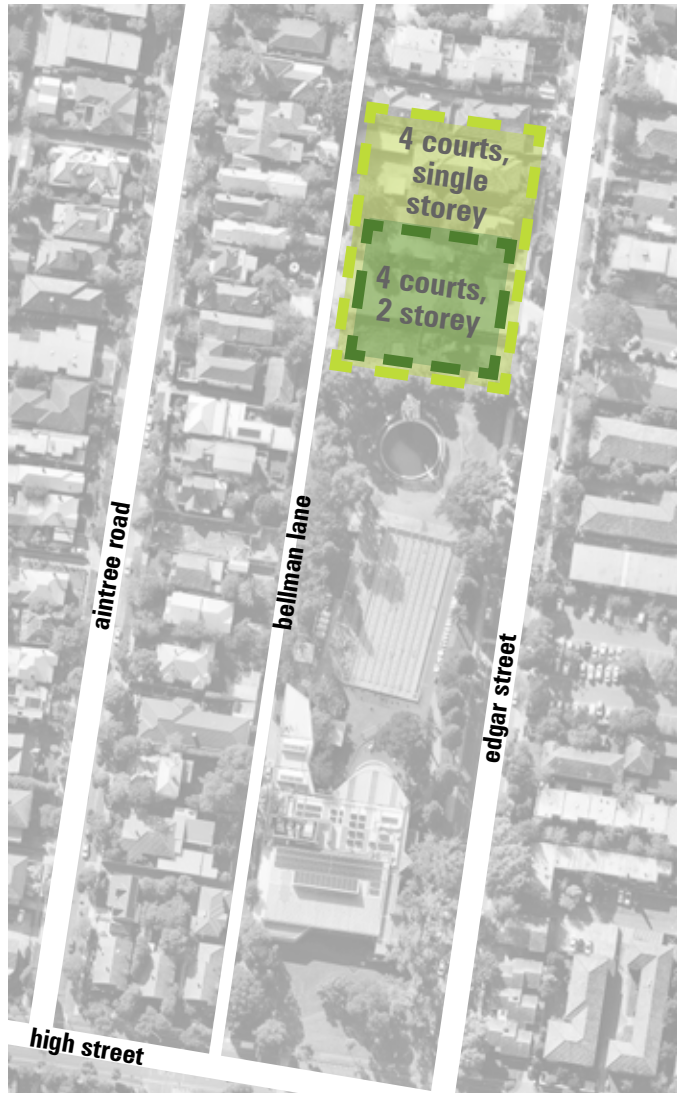 4 courts,
single
storey
4 courts,
2 storey
aintree road
bellman lane
edgar street
high street